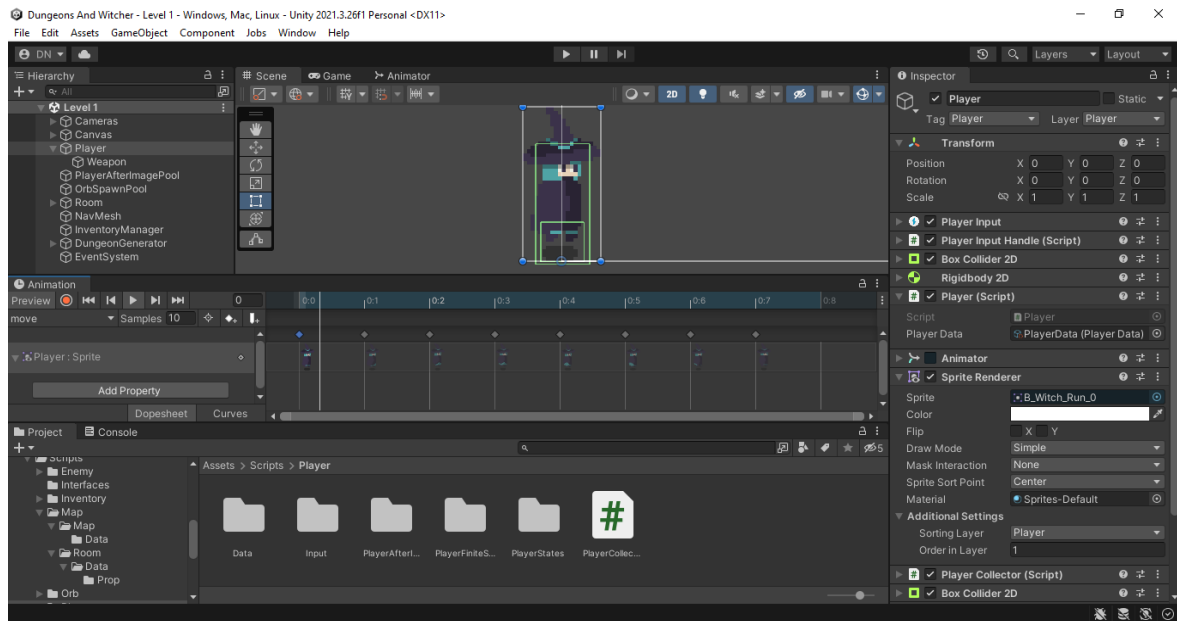 Dungeons And Witcher - Level 1 - Windows, Mac, Linux - Unity 2021.3.26f1 Personal <DX11>
File Edit Assets GameObject Component Jobs Window Help
DN Layers Layout
Hierarchy
All
Level 1
Cameras
Canvas
Player
Weapon
PlayerAfterImagePool
OrbSpawnPool
Room
NavMesh
InventoryManager
DungeonGenerator
EventSystem
Scene Game Animator
2D
Inspector
Player Static
Tag Player Layer Player
Transform
Position X 0 Y 0 Z 0
Rotation X 0 Y 0 Z 0
Scale X 1 Y 1 Z 1
Player Input
Player Input Handle (Script)
Box Collider 2D
Rigidbody 2D
Player (Script)
Script Player
Player Data PlayerData (Player Data)
Animator
Sprite Renderer
Sprite B_Witch_Run_0
Color
Flip X Y
Draw Mode Simple
Mask Interaction None
Sprite Sort Point Center
Material Sprites-Default
Additional Settings
Sorting Layer Player
Order in Layer 1
Player Collector (Script)
Box Collider 2D
Animation
Preview 0 0:0 0:1 0:2 0:3 0:4 0:5 0:6 0:7 0:8
move Samples 10
Player : Sprite
Add Property
Dopesheet Curves
Project Console
5
Scripts
Enemy
Interfaces
Inventory
Map
Map
Data
Room
Data
Prop
Orb
Assets > Scripts > Player
Data Input PlayerAfterI... PlayerFiniteS... PlayerStates PlayerCollec...